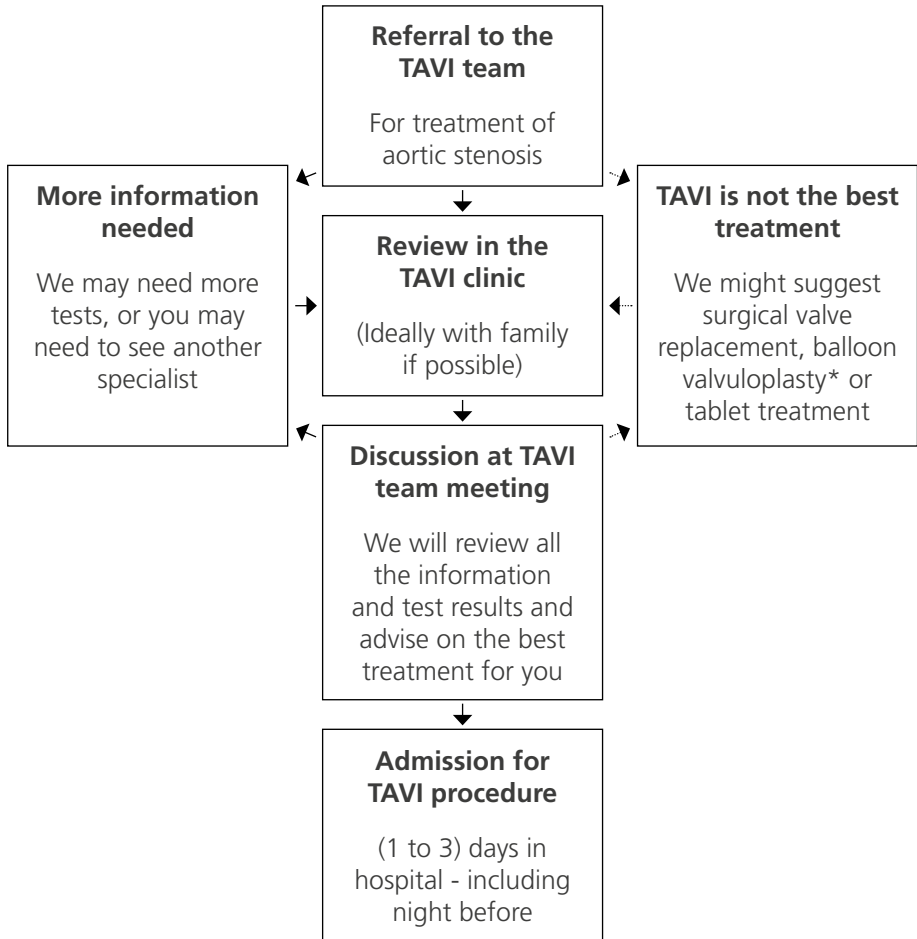 Referral to the
TAVI team
For treatment of
aortic stenosis
More information
needed
We may need more
tests, or you may
need to see another
specialist
Review in the
TAVI clinic
(Ideally with family
if possible)
TAVI is not the best
treatment
We might suggest
surgical valve
replacement, balloon
valvuloplasty* or
tablet treatment
Discussion at TAVI
team meeting
We will review all
the information
and test results and
advise on the best
treatment for you
Admission for
TAVI procedure
(1 to 3) days in
hospital - including
night before